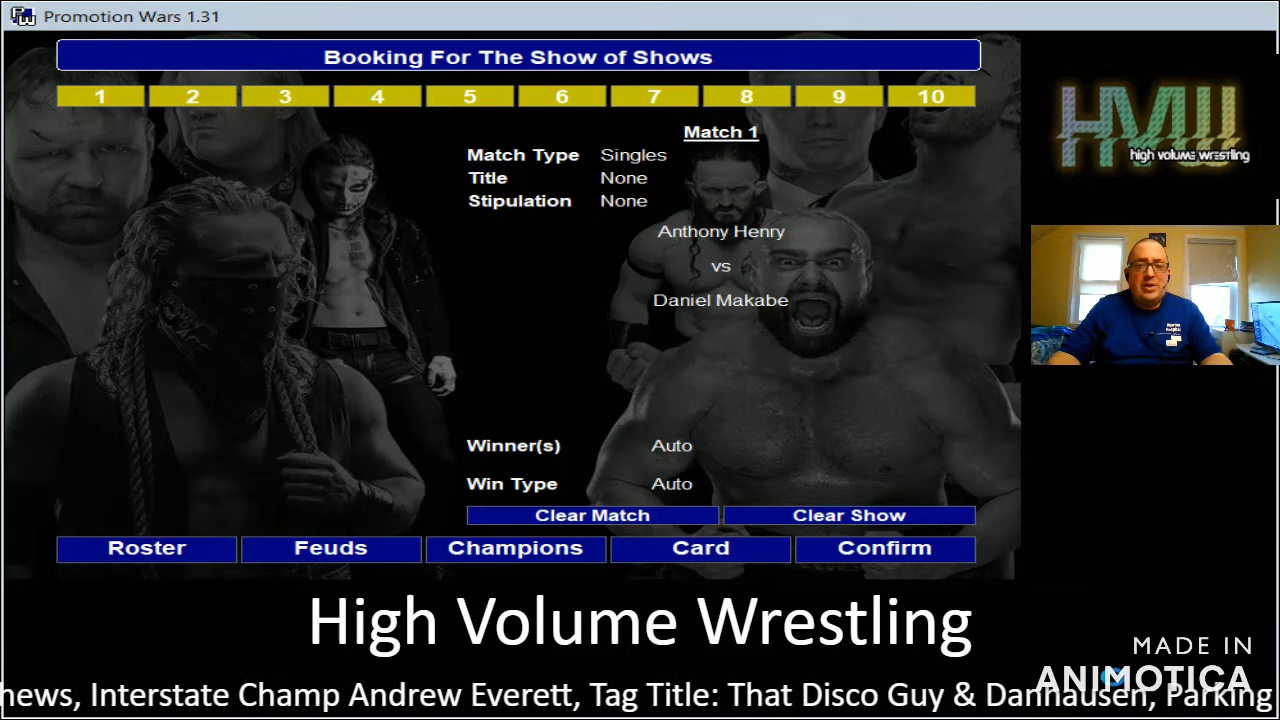 Promotion Wars 1.31
Booking For The Show of Shows
1 2 3 4 5 6 7 8 9 10
Match 1
Match Type Singles
Title None
Stipulation None
Anthony Henry
vs
Daniel Makabe
Winner(s) Auto
Win Type Auto
Clear Match Clear Show
Roster Feuds Champions Card Confirm
HVW
high volume wrestling
High Volume Wrestling
MADE IN
ANIMOTICA
hews, Interstate Champ Andrew Everett, Tag Title: That Disco Guy & Danhausen, Parking